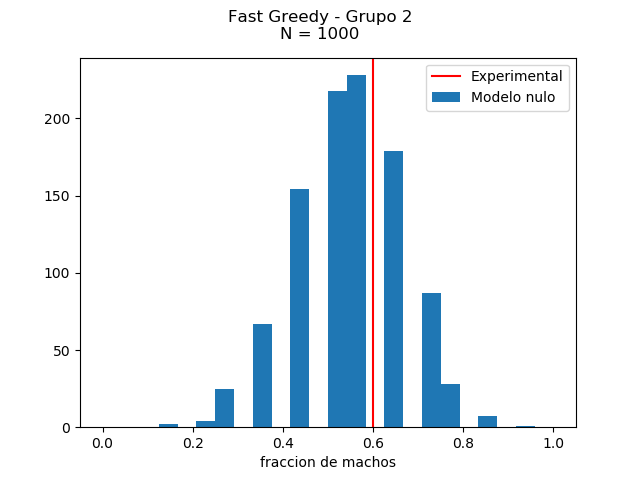 Fast Greedy - Grupo 2
N = 1000
Experimental
Modelo nulo
200
150
100
50
0
0.0 0.2 0.4 0.6 0.8 1.0
fraccion de machos